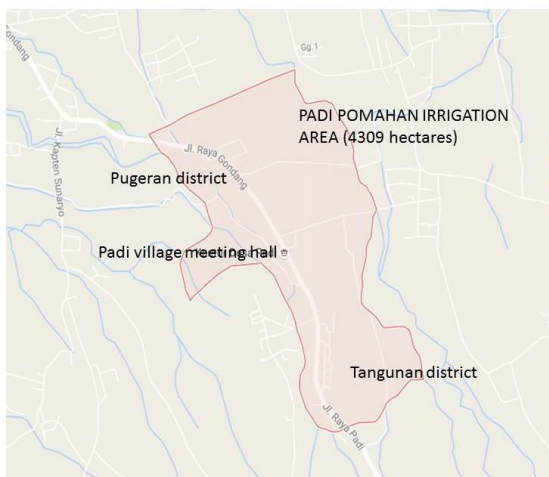 Gg. 1
Gondang
PADI POMAHAN IRRIGATION
AREA (4309 hectares)
Jl. Kapten Sunaryo
Jl. Raya Gondang
Pugeran district
Padi village meeting hall
Tangunan district
Jl. Raya Padi